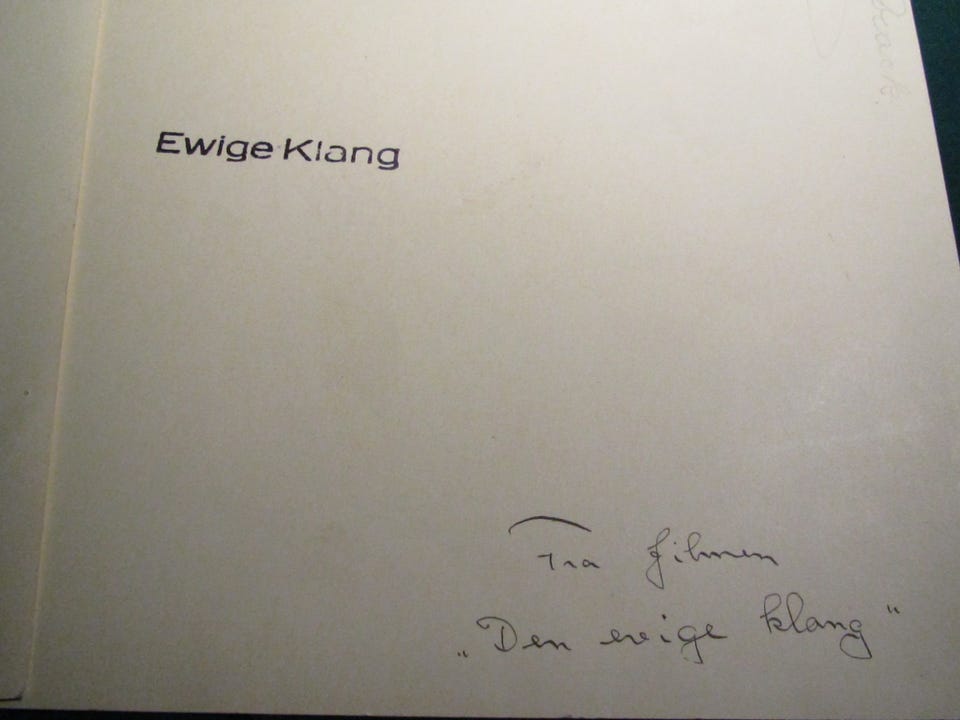 Ewige Klang
Fra filmen
„Den evige klang"